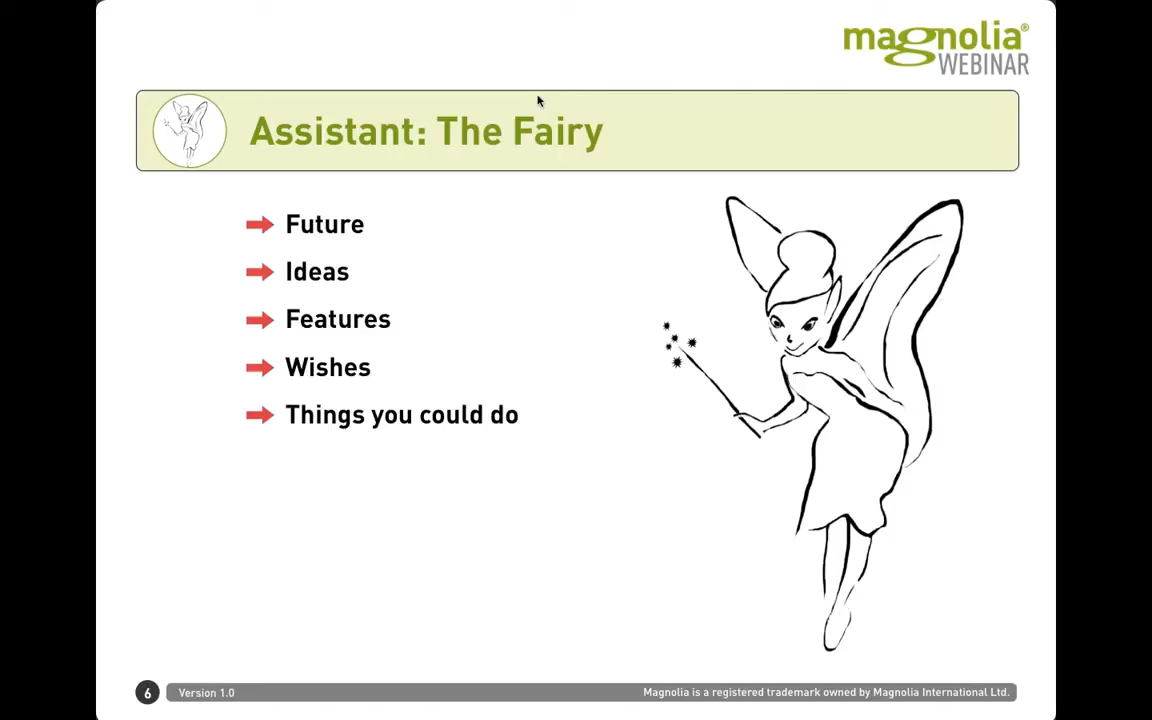 magnolia®
WEBINAR
Assistant: The Fairy
Future
Ideas
Features
Wishes
Things you could do
6 Version 1.0 Magnolia is a registered trademark owned by Magnolia International Ltd.